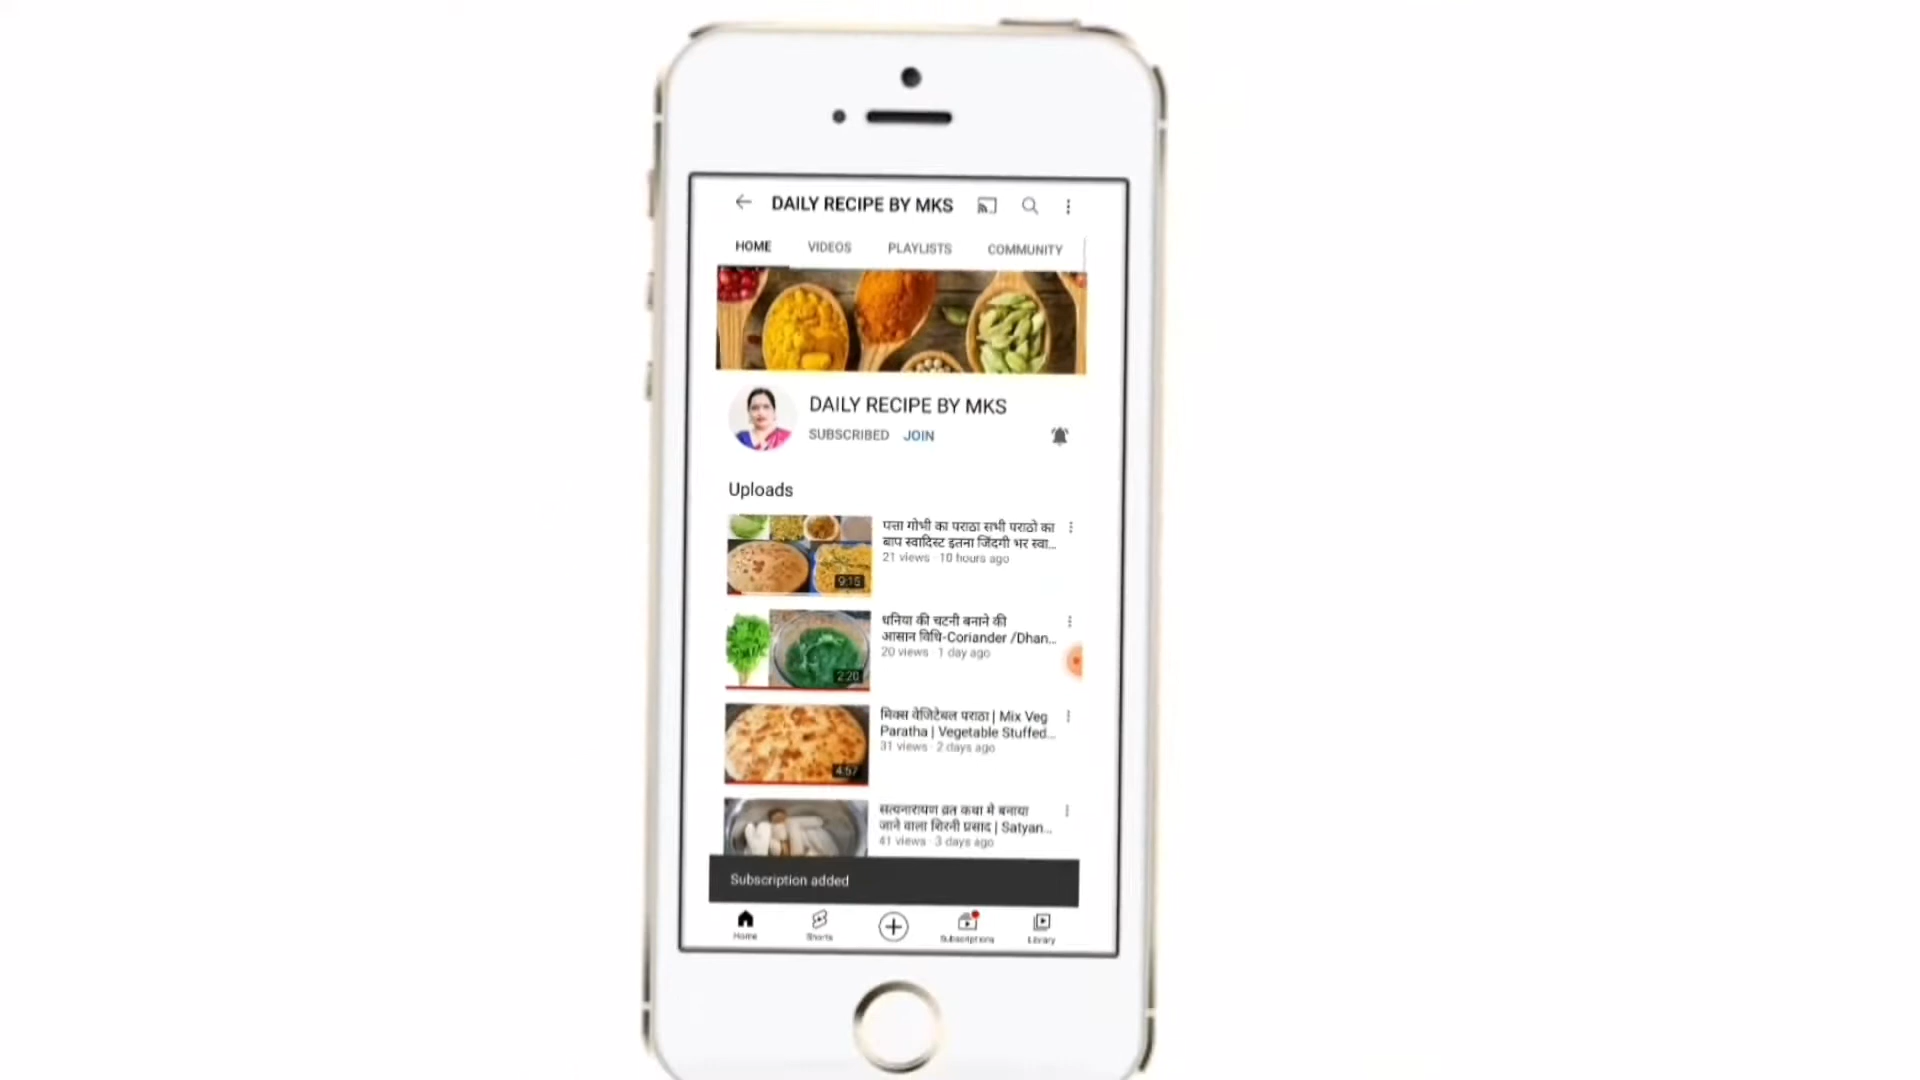 DAILY RECIPE BY MKS
HOME VIDEOS PLAYLISTS COMMUNITY
DAILY RECIPE BY MKS
SUBSCRIBED JOIN
Uploads
पत्ता गोभी का पराठा सभी पराठो का
बाप स्वादिस्ट इतना जिंदगी भर स्वा...
21 views · 10 hours ago
9:15
धनिया की चटनी बनाने की
आसान विधि-Coriander /Dhan...
20 views · 1 day ago
2:20
मिक्स वेजिटेबल पराठा | Mix Veg
Paratha | Vegetable Stuffed...
31 views · 2 days ago
4:57
सत्यनारायण व्रत कथा मे बनाया
जाने वाला शिरनी प्रसाद | Satyan...
41 views · 3 days ago
Subscription added
Home Shorts Subscriptions Library